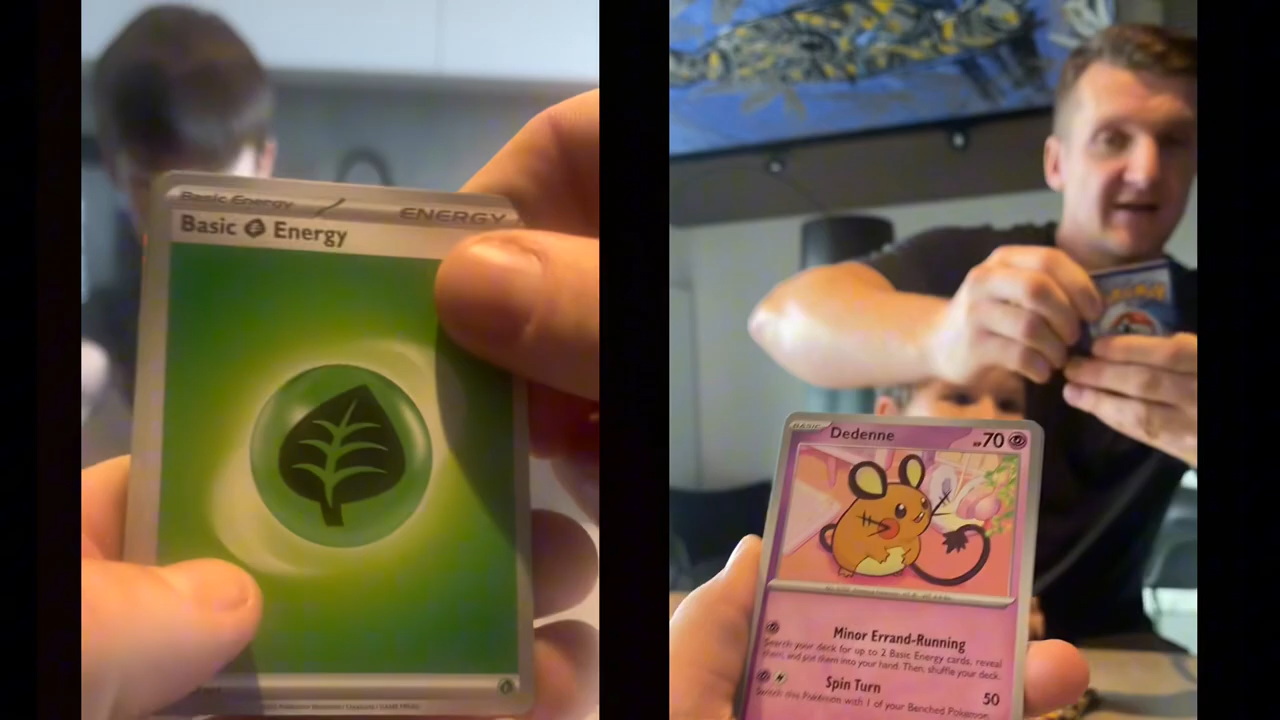 Basic Energy
ENERGY
Basic Energy
BASIC
Dedenne
HP 70
Minor Errand-Running
Search your deck for up to 2 Basic Energy cards, reveal
them, and put them into your hand. Then, shuffle your deck.
Spin Turn
50
Switch this Pokémon with 1 of your Benched Pokémon.